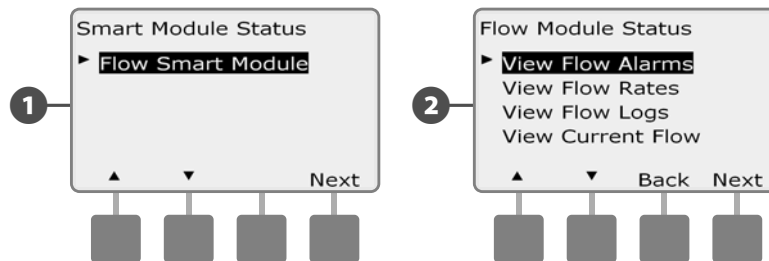 1
Smart Module Status
► Flow Smart Module
▲ ▼ Next
2
Flow Module Status
► View Flow Alarms
View Flow Rates
View Flow Logs
View Current Flow
▲ ▼ Back Next